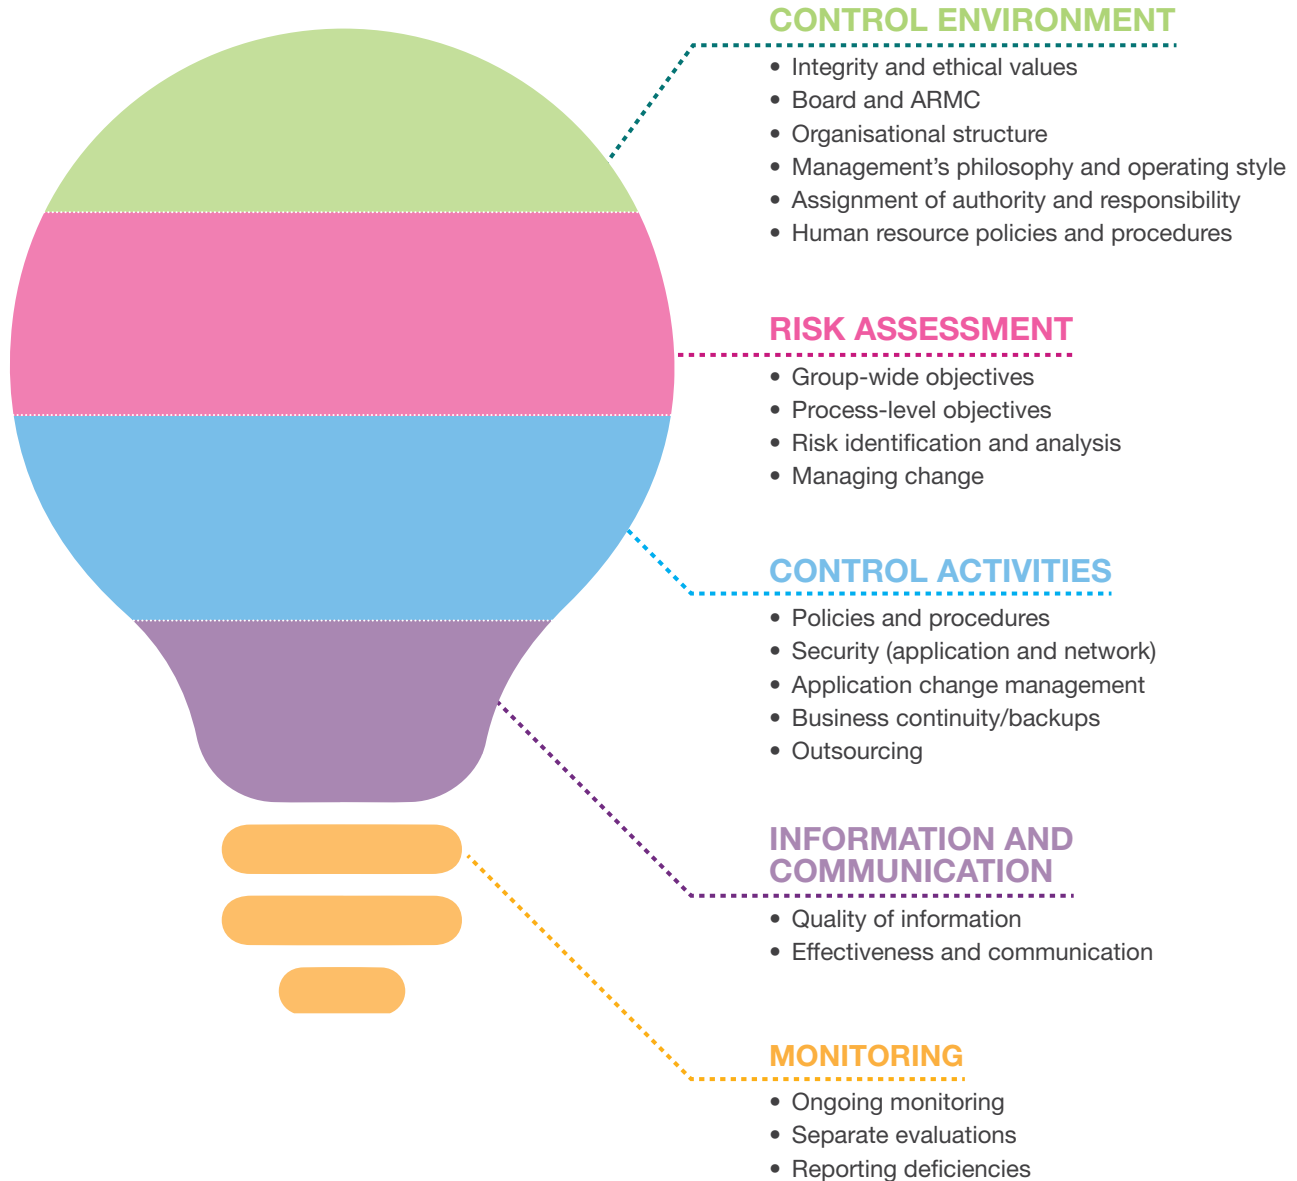 CONTROL ENVIRONMENT
• Integrity and ethical values
• Board and ARMC
• Organisational structure
• Management’s philosophy and operating style
• Assignment of authority and responsibility
• Human resource policies and procedures
RISK ASSESSMENT
• Group-wide objectives
• Process-level objectives
• Risk identification and analysis
• Managing change
CONTROL ACTIVITIES
• Policies and procedures
• Security (application and network)
• Application change management
• Business continuity/backups
• Outsourcing
INFORMATION AND
COMMUNICATION
• Quality of information
• Effectiveness and communication
MONITORING
• Ongoing monitoring
• Separate evaluations
• Reporting deficiencies